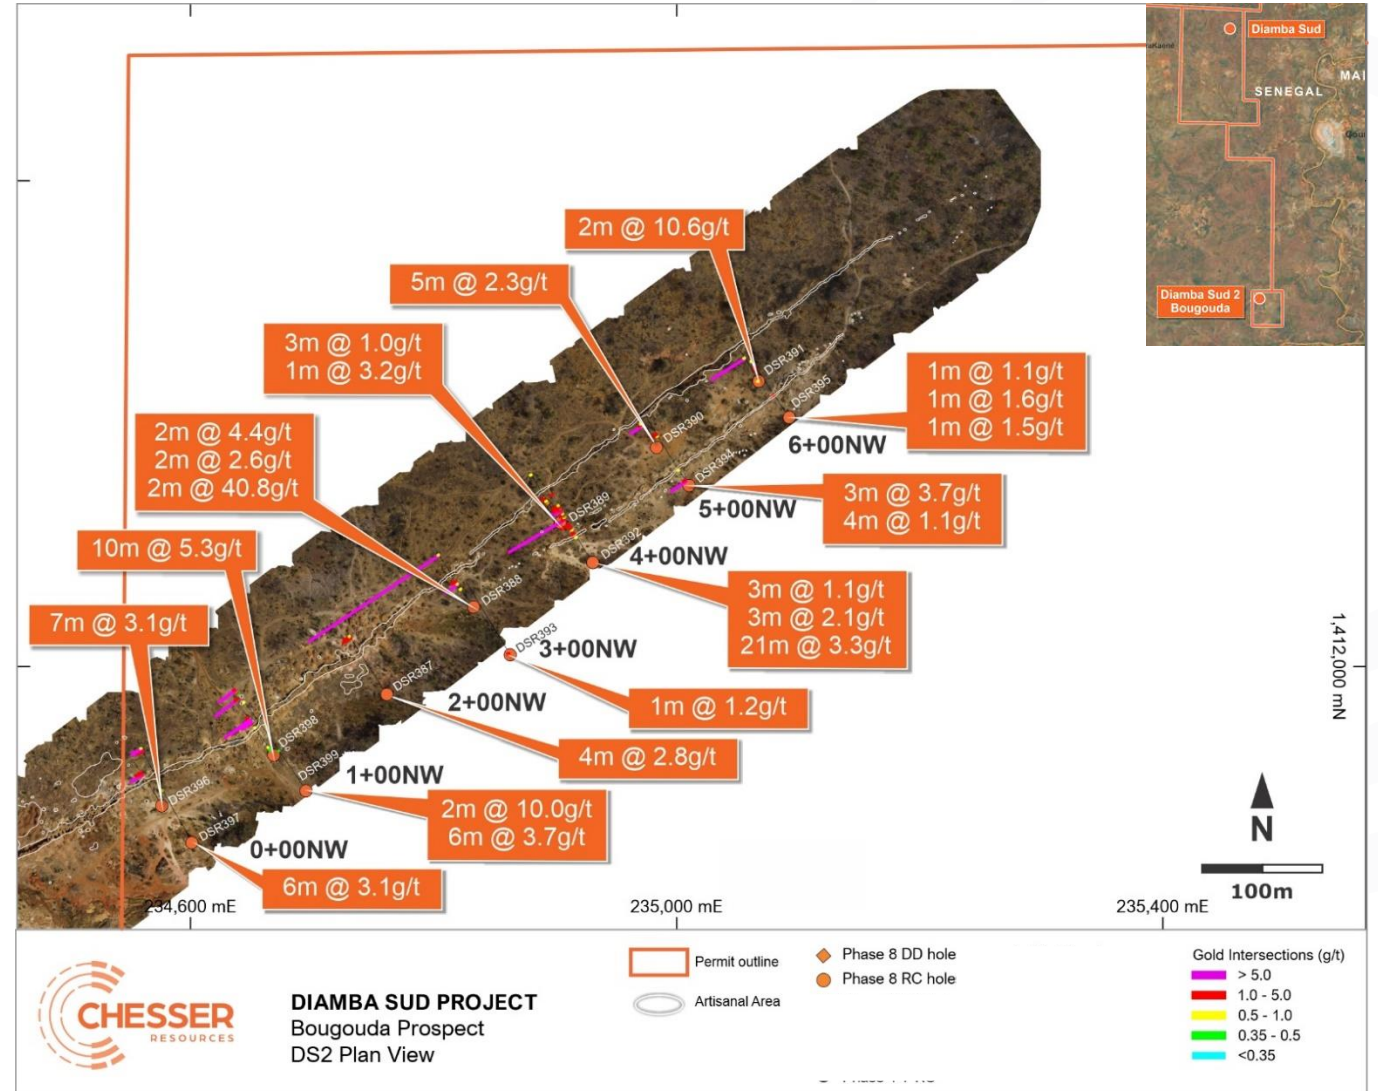 Diamba Sud
SENEGAL
Diamba Sud 2
Bougouda
2m @ 10.6g/t
5m @ 2.3g/t
3m @ 1.0g/t
1m @ 3.2g/t
2m @ 4.4g/t
2m @ 2.6g/t
2m @ 40.8g/t
10m @ 5.3g/t
7m @ 3.1g/t
DSR391
DSR395
1m @ 1.1g/t
1m @ 1.6g/t
1m @ 1.5g/t
6+00NW
DSR390
DSR394
5+00NW
3m @ 3.7g/t
4m @ 1.1g/t
DSR389
DSR392
4+00NW
3m @ 1.1g/t
3m @ 2.1g/t
21m @ 3.3g/t
DSR388
DSR393
3+00NW
1m @ 1.2g/t
DSR387
2+00NW
4m @ 2.8g/t
DSR398
DSR399
1+00NW
2m @ 10.0g/t
6m @ 3.7g/t
DSR396
DSR397
0+00NW
6m @ 3.1g/t
1,412,000 mN
N
100m
234,600 mE
235,000 mE
235,400 mE
CHESSER
RESOURCES
DIAMBA SUD PROJECT
Bougouda Prospect
DS2 Plan View
Permit outline
Artisanal Area
Phase 8 DD hole
Phase 8 RC hole
Gold Intersections (g/t)
> 5.0
1.0 - 5.0
0.5 - 1.0
0.35 - 0.5
<0.35